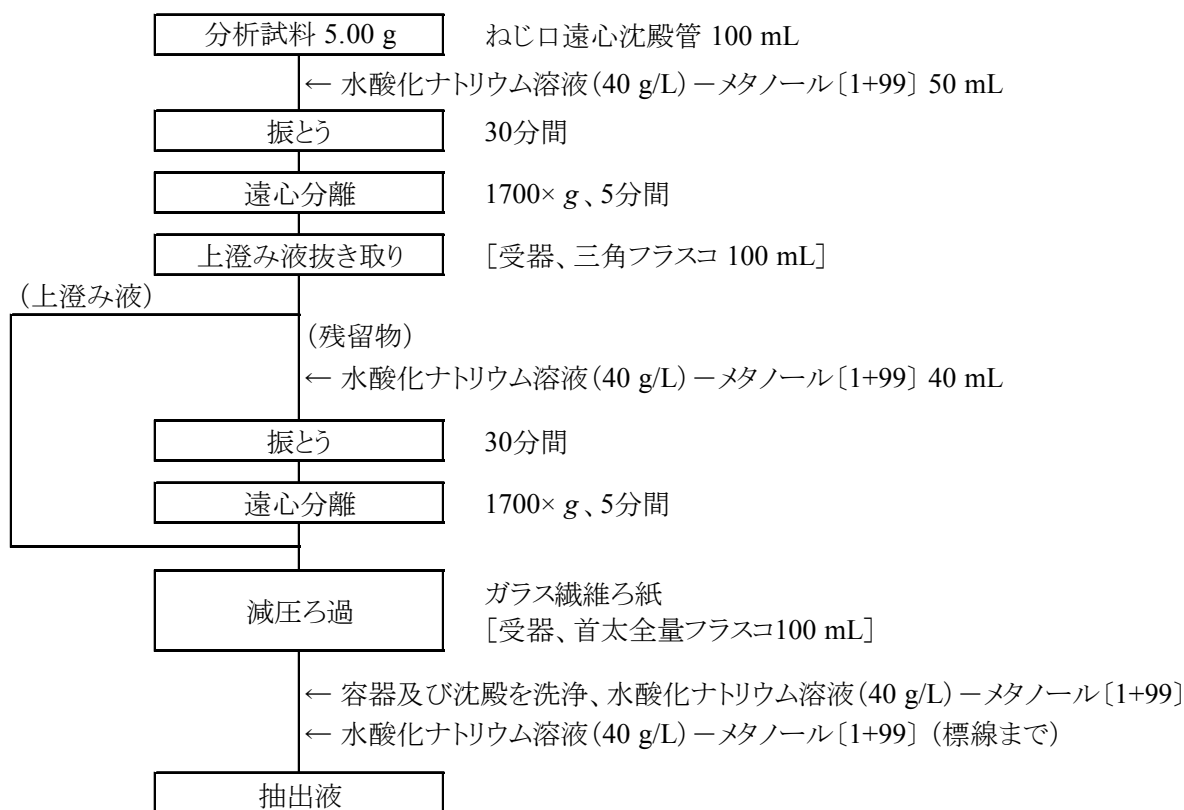 分析試料 5.00 g ねじ口遠心沈殿管 100 mL
← 水酸化ナトリウム溶液(40 g/L)-メタノール〔1+99〕 50 mL
振とう 30分間
遠心分離 1700× g 、5分間
上澄み液抜き取り [受器、三角フラスコ 100 mL]
(上澄み液)
(残留物)
← 水酸化ナトリウム溶液(40 g/L)-メタノール〔1+99〕 40 mL
振とう 30分間
遠心分離 1700× g 、5分間
ガラス繊維ろ紙
減圧ろ過
[受器、首太全量フラスコ100 mL]
← 容器及び沈殿を洗浄、水酸化ナトリウム溶液(40 g/L)-メタノール〔1+99〕
← 水酸化ナトリウム溶液(40 g/L)-メタノール〔1+99〕 (標線まで)
抽出液